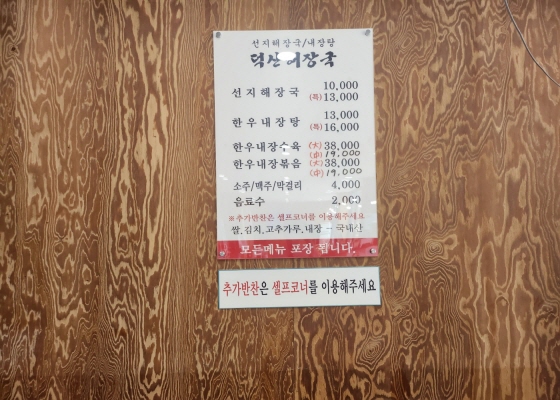 선지해장국/내장탕
덕산해장국
선지해장국 10,000
(특) 13,000
한우내장탕 13,000
(특) 16,000
한우내장수육 (大) 38,000
(中) 19,000
한우내장볶음 (大) 38,000
(中) 19,000
소주/맥주/막걸리 4,000
음료수 2,000
※추가반찬은 셀프코너를 이용해주세요
쌀,김치,고추가루,내장 - 국내산
모든메뉴 포장 됩니다.
추가반찬은 셀프코너를 이용해주세요